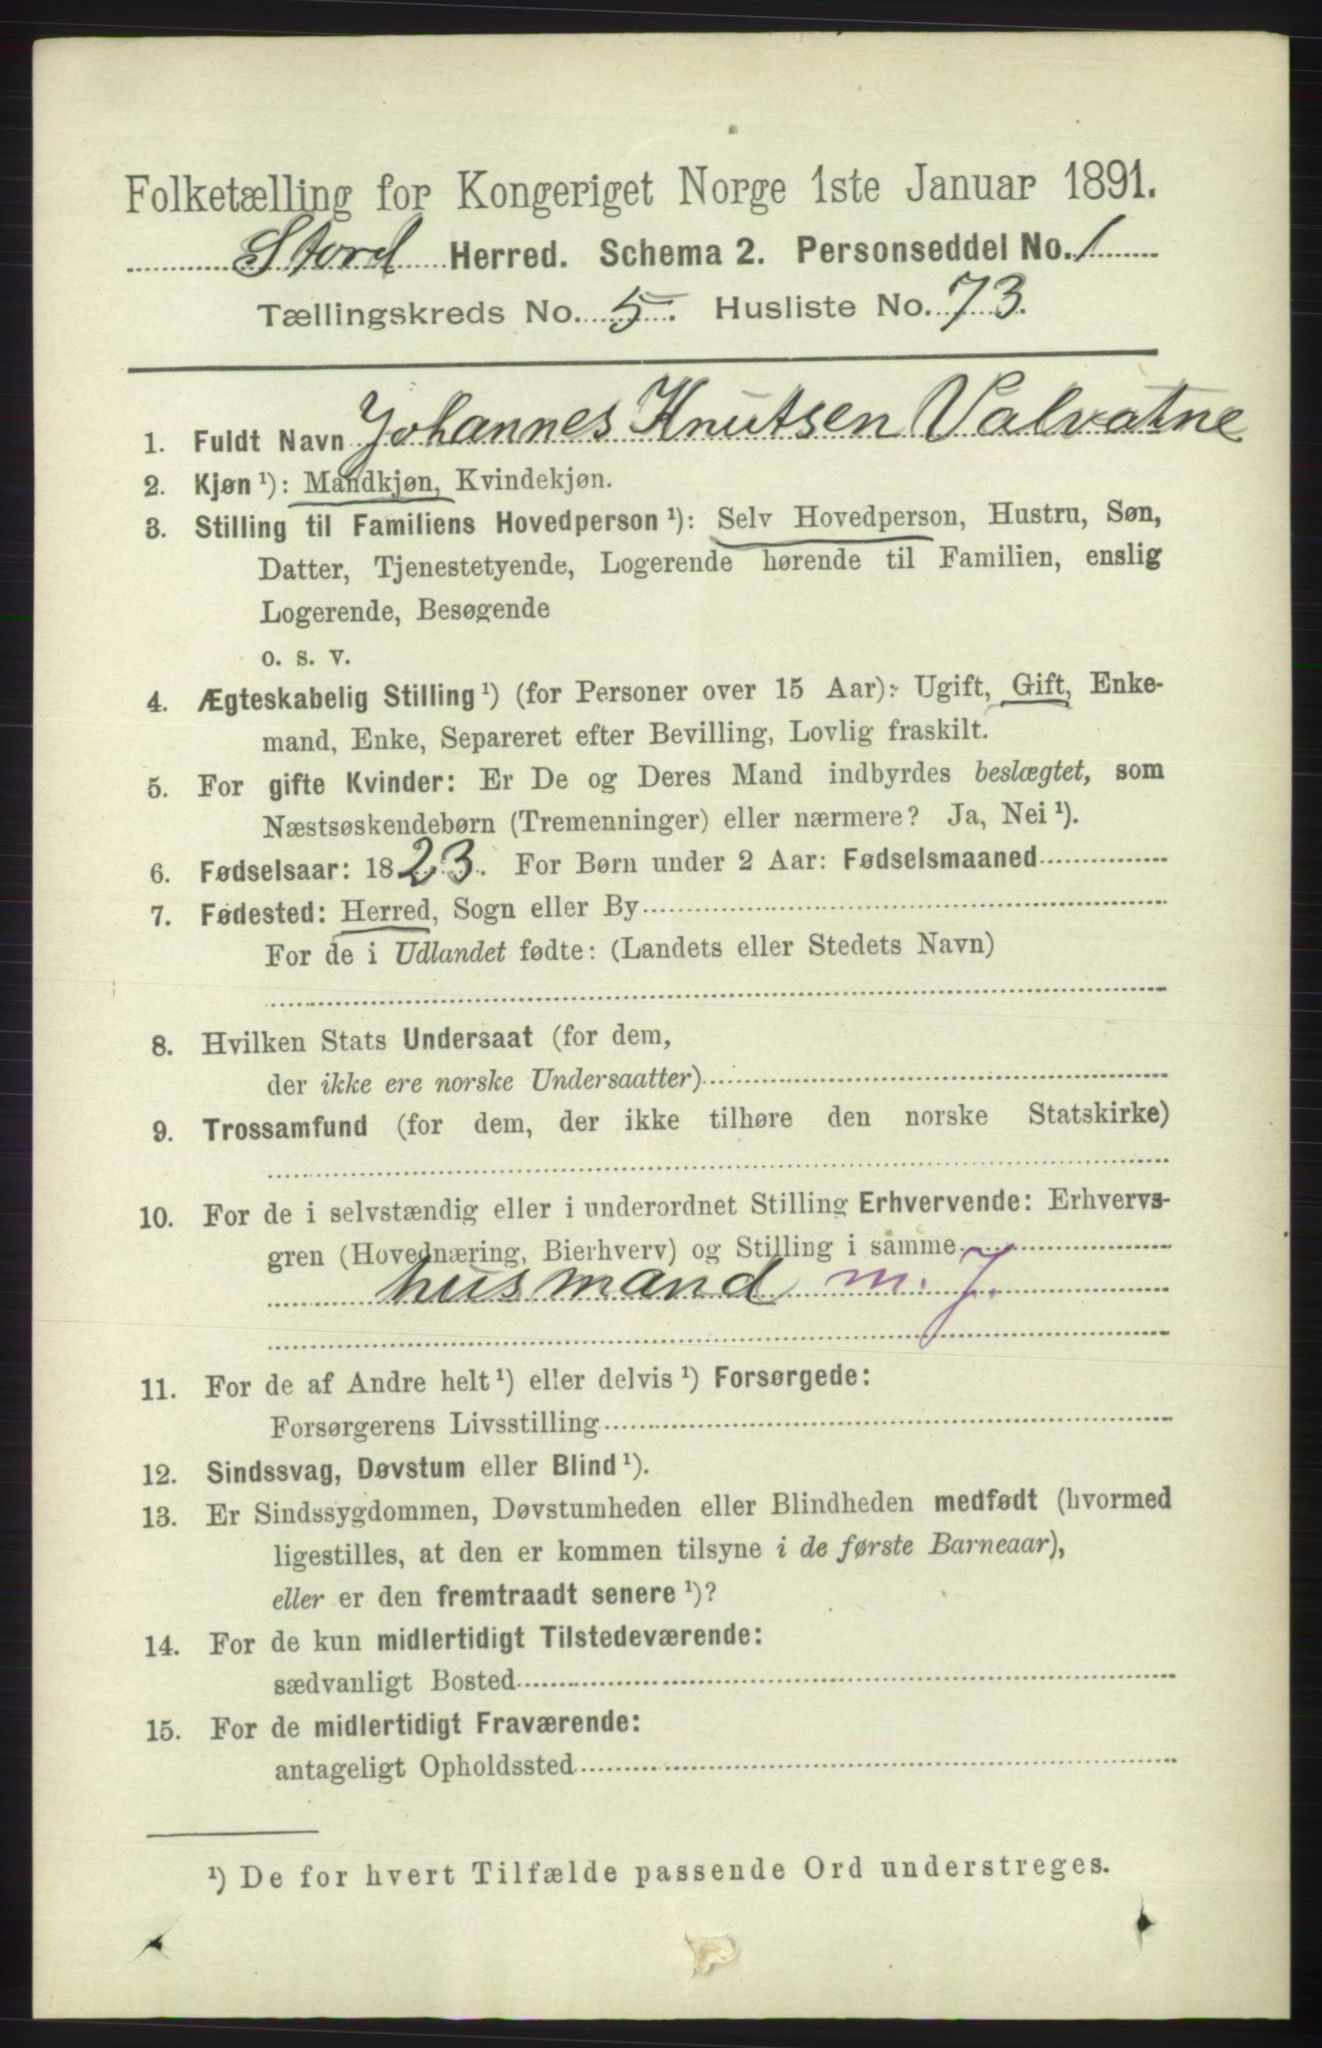 Folketælling for Kongeriget Norge 1ste Januar 1891.
Stord Herred. Schema 2. Personseddel No. 1
Tællingskreds No. 5. Husliste No. 73.
1. Fuldt Navn Johannes Knutsen Valvatne
2. Kjøn ¹): Mandkjøn, Kvindekjøn.
3. Stilling til Familiens Hovedperson ¹): Selv Hovedperson, Hustru, Søn,
Datter, Tjenestetyende, Logerende hørende til Familien, enslig
Logerende, Besøgende
o. s. v.
4. Ægteskabelig Stilling ¹) (for Personer over 15 Aar): Ugift, Gift, Enke-
mand, Enke, Separeret efter Bevilling, Lovlig fraskilt.
5. For gifte Kvinder: Er De og Deres Mand indbyrdes beslægtet, som
Næstsøskendebørn (Tremenninger) eller nærmere? Ja, Nei ¹).
6. Fødselsaar: 1823. For Børn under 2 Aar: Fødselsmaaned
7. Fødested: Herred, Sogn eller By
For de i Udlandet fødte: (Landets eller Stedets Navn)
8. Hvilken Stats Undersaat (for dem,
der ikke ere norske Undersaatter)
9. Trossamfund (for dem, der ikke tilhøre den norske Statskirke)
10. For de i selvstændig eller i underordnet Stilling Erhvervende: Erhvervs-
gren (Hovednæring, Bierhverv) og Stilling i samme
husmand m. J.
11. For de af Andre helt ¹) eller delvis ¹) Forsørgede:
Forsørgerens Livsstilling
12. Sindssvag, Døvstum eller Blind ¹).
13. Er Sindssygdommen, Døvstumheden eller Blindheden medfødt (hvormed
ligestilles, at den er kommen tilsyne i de første Barneaar),
eller er den fremtraadt senere ¹)?
14. For de kun midlertidigt Tilstedeværende:
sædvanligt Bosted
15. For de midlertidigt Fraværende:
antageligt Opholdssted
¹) De for hvert Tilfælde passende Ord understreges.